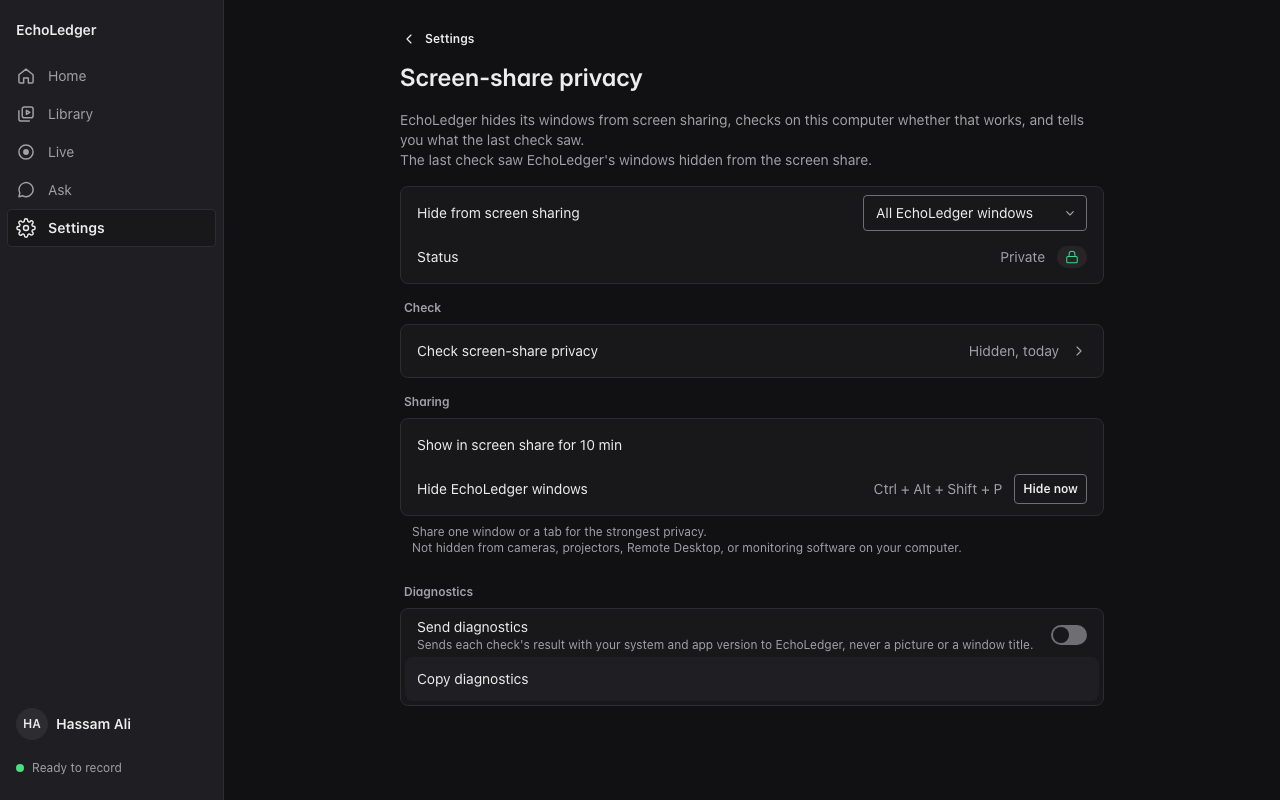 EchoLedger
Home
Library
Live
Ask
Settings
HA
Hassam Ali
Ready to record
Settings
Screen-share privacy
EchoLedger hides its windows from screen sharing, checks on this computer whether that works, and tells
you what the last check saw.
The last check saw EchoLedger's windows hidden from the screen share.
Hide from screen sharing
All EchoLedger windows
Status
Private
Check
Check screen-share privacy
Hidden, today
Sharing
Show in screen share for 10 min
Hide EchoLedger windows
Ctrl + Alt + Shift + P
Hide now
Share one window or a tab for the strongest privacy.
Not hidden from cameras, projectors, Remote Desktop, or monitoring software on your computer.
Diagnostics
Send diagnostics
Sends each check's result with your system and app version to EchoLedger, never a picture or a window title.
Copy diagnostics